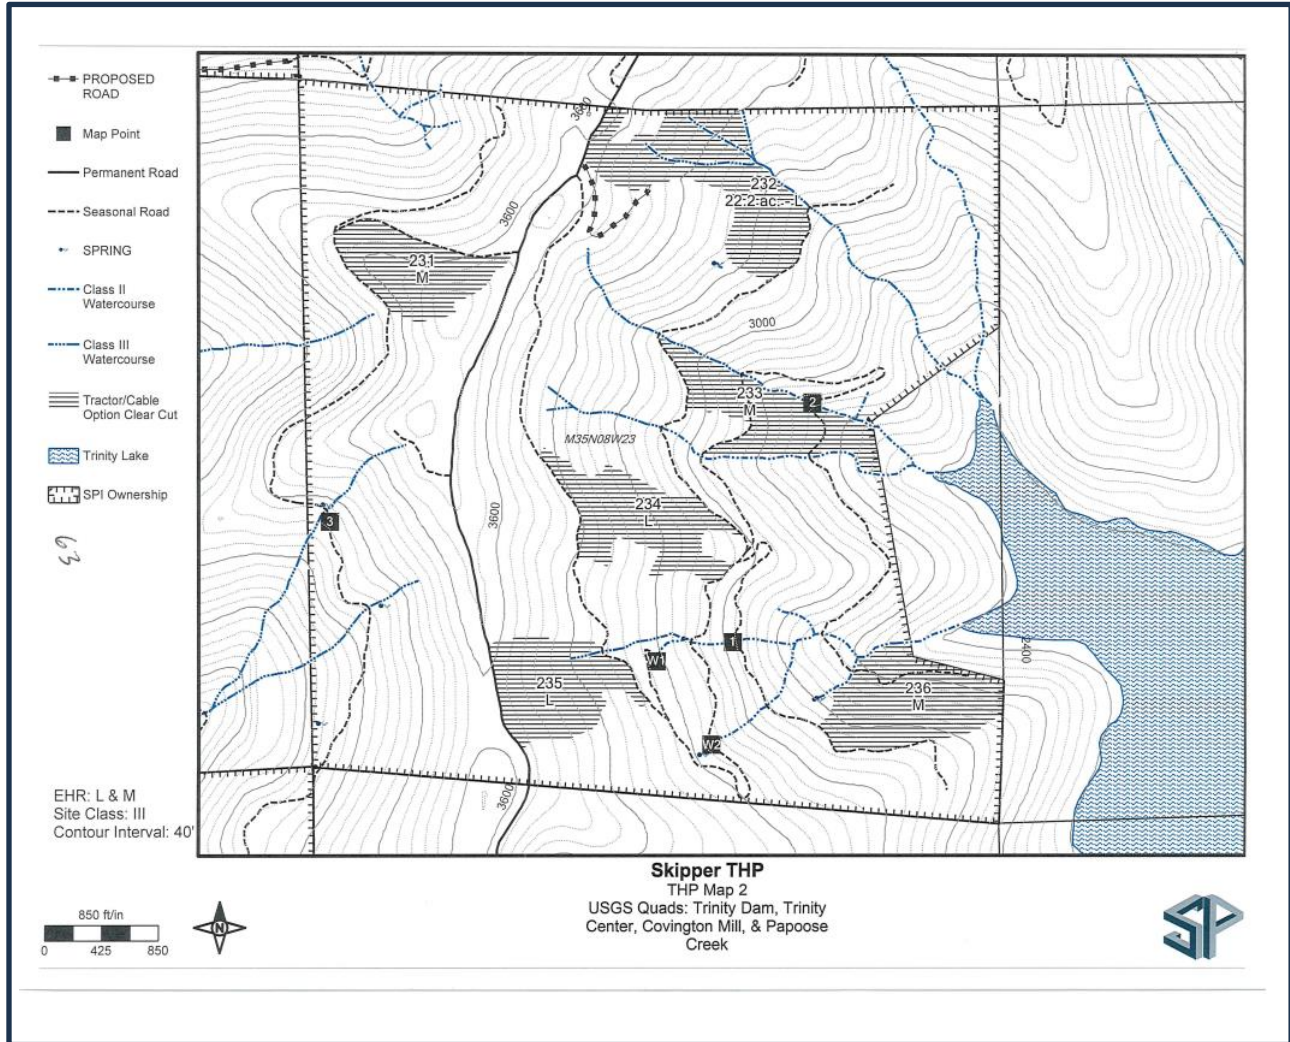 PROPOSED
ROAD
Map Point
Permanent Road
Seasonal Road
SPRING
Class II
Watercourse
Class III
Watercourse
Tractor/Cable
Option Clear Cut
Trinity Lake
SPI Ownership
63
EHR: L & M
Site Class: III
Contour Interval: 40'
850 ft/in
0 425 850
N
3600
232
22.2 ac. - L
3600
231
M
3000
233
M
2
M35N08W23
234
L
3600
3
1
W1
2400
235
L
236
M
W2
3600
Skipper THP
THP Map 2
USGS Quads: Trinity Dam, Trinity
Center, Covington Mill, & Papoose
Creek
SP